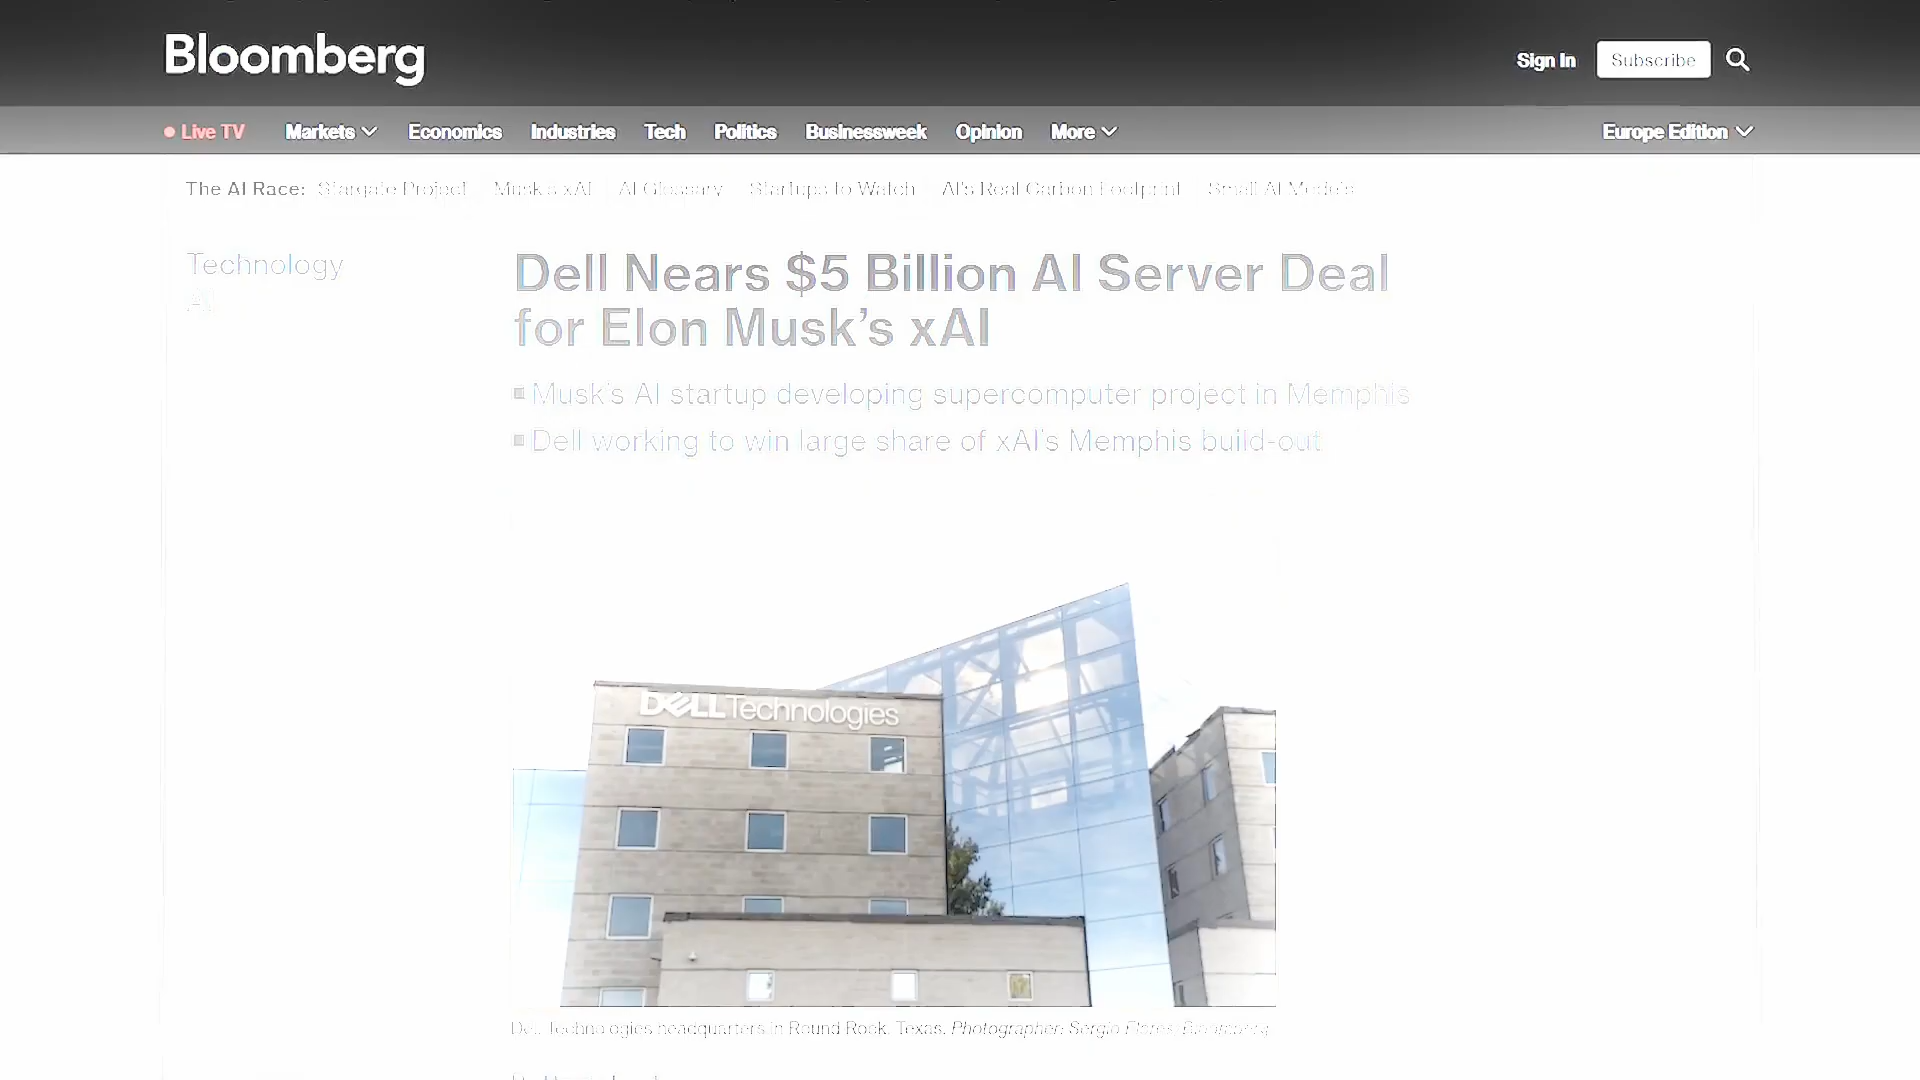 Bloomberg
Sign In
Subscribe
Live TV
Markets
Economics
Industries
Tech
Politics
Businessweek
Opinion
More
Europe Edition
The AI Race: Stargate Project Musk's xAI AI Glossary Startups to Watch AI's Real Carbon Footprint Small AI Models
Technology
AI
Dell Nears $5 Billion AI Server Deal
for Elon Musk’s xAI
Musk’s AI startup developing supercomputer project in Memphis
Dell working to win large share of xAI’s Memphis build-out
DELL Technologies
Dell Technologies headquarters in Round Rock, Texas. Photographer: Sergio Flores/Bloomberg